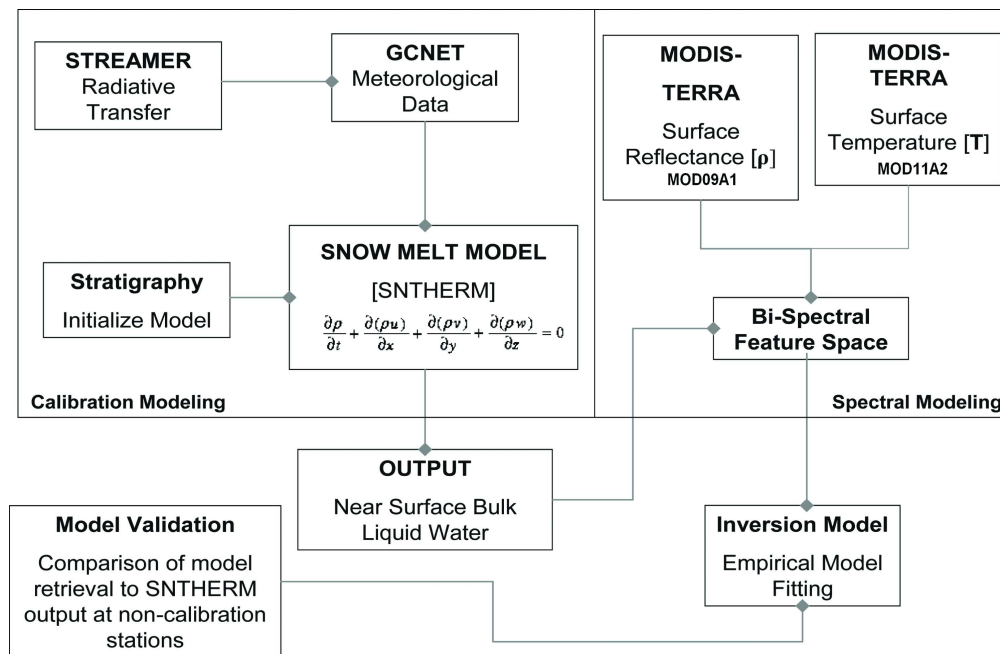 STREAMER
Radiative
Transfer
GCNET
Meteorological
Data
MODIS-
TERRA
Surface
Reflectance [ρ]
MOD09A1
MODIS-
TERRA
Surface
Temperature [T]
MOD11A2
Stratigraphy
Initialize Model
SNOW MELT MODEL
[SNTHERM]
∂ρ/∂t + ∂(ρu)/∂x + ∂(ρv)/∂y + ∂(ρw)/∂z = 0
Bi-Spectral
Feature Space
Calibration Modeling
Spectral Modeling
OUTPUT
Near Surface Bulk
Liquid Water
Model Validation
Comparison of model
retrieval to SNTHERM
output at non-calibration
stations
Inversion Model
Empirical Model
Fitting